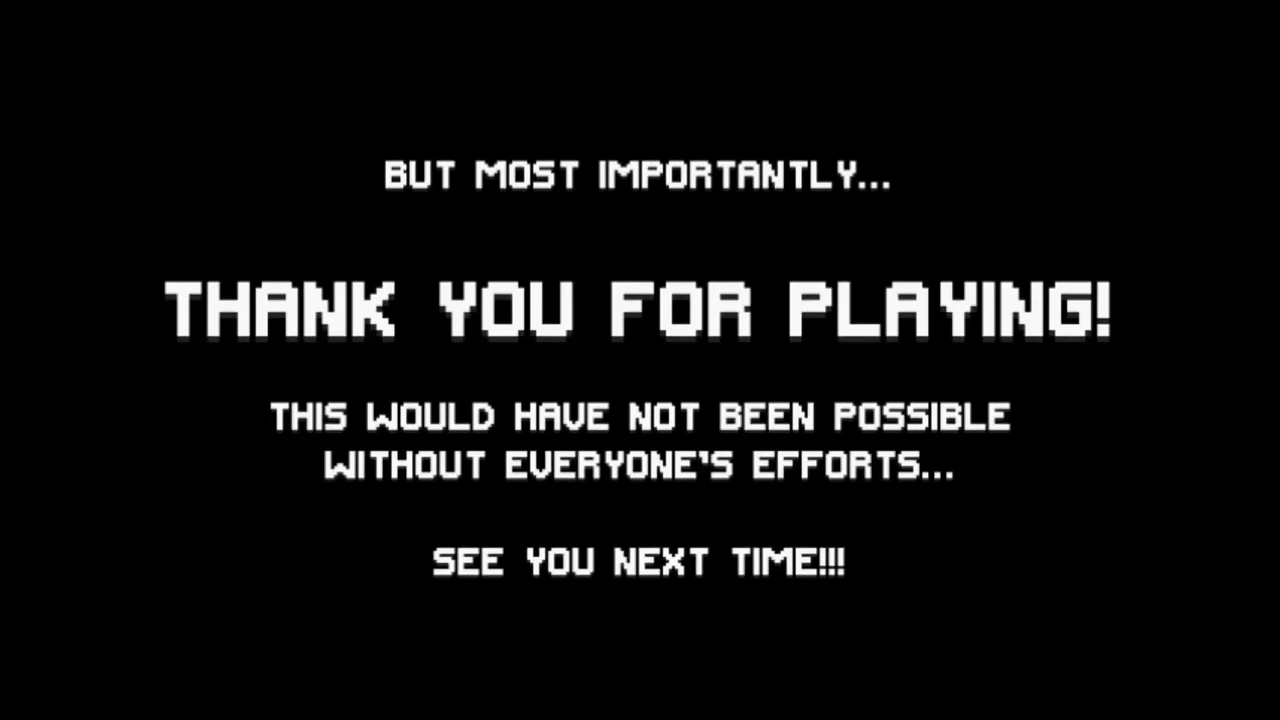 BUT MOST IMPORTANTLY...
THANK YOU FOR PLAYING!
THIS WOULD HAVE NOT BEEN POSSIBLE
WITHOUT EVERYONE'S EFFORTS...
SEE YOU NEXT TIME!!!